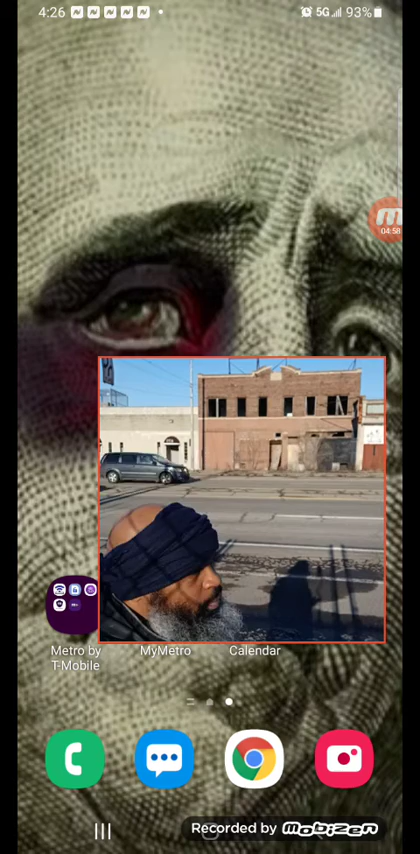 4:26 5G 93%
04:58
Metro by
T-Mobile
MyMetro
Calendar
Recorded by mobizen